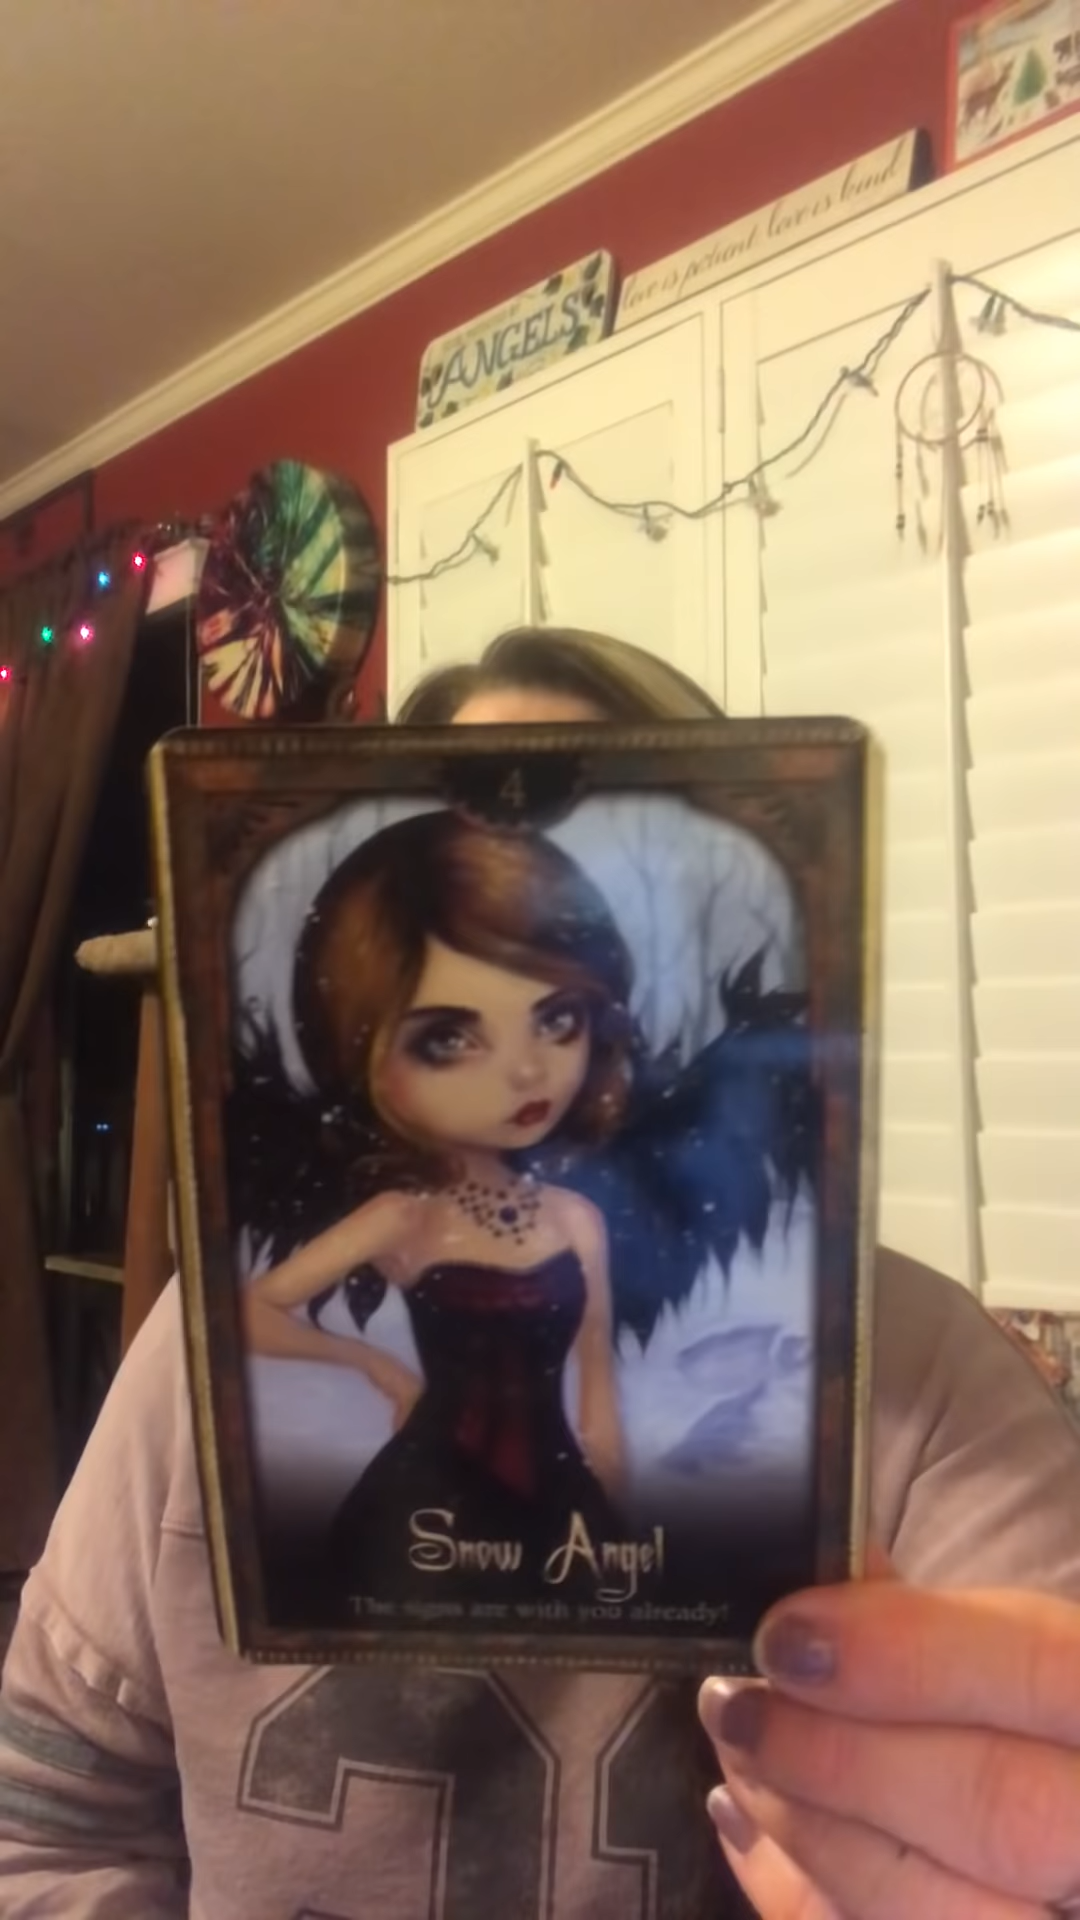 love is patient love is kind
ANGELS
4
Snow Angel
The signs are with you already!